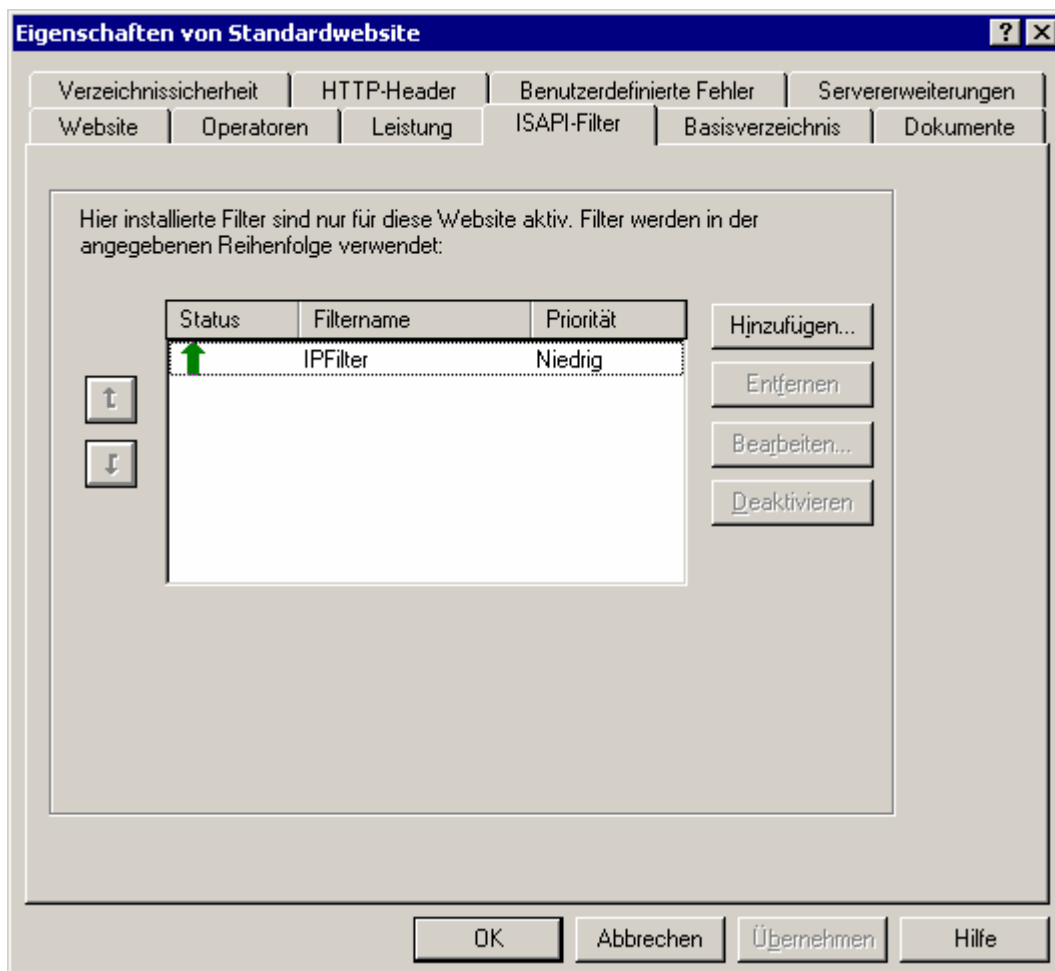 Eigenschaften von Standardwebsite
Verzeichnissicherheit HTTP-Header Benutzerdefinierte Fehler Servererweiterungen
Website Operatoren Leistung ISAPI-Filter Basisverzeichnis Dokumente
Hier installierte Filter sind nur für diese Website aktiv. Filter werden in der
angegebenen Reihenfolge verwendet:
Status Filtername Priorität
IPFilter Niedrig
Hinzufügen...
Entfernen
Bearbeiten...
Deaktivieren
OK Abbrechen Übernehmen Hilfe